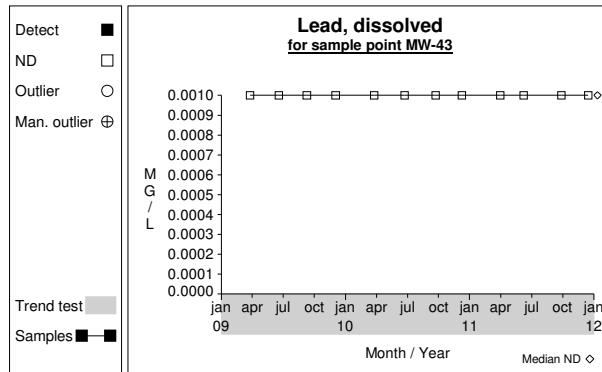 Detect
ND
Outlier
Man. outlier
Trend test
Samples
Lead, dissolved
for sample point MW-43
M
G
/
L
0.0010
0.0009
0.0008
0.0007
0.0006
0.0005
0.0004
0.0003
0.0002
0.0001
0.0000
jan apr jul oct jan apr jul oct jan apr jul oct jan
09 10 11 12
Month / Year
Median ND